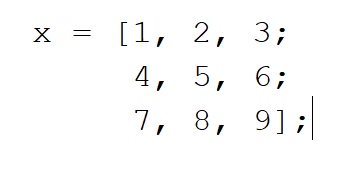 x = [1, 2, 3;
4, 5, 6;
7, 8, 9];